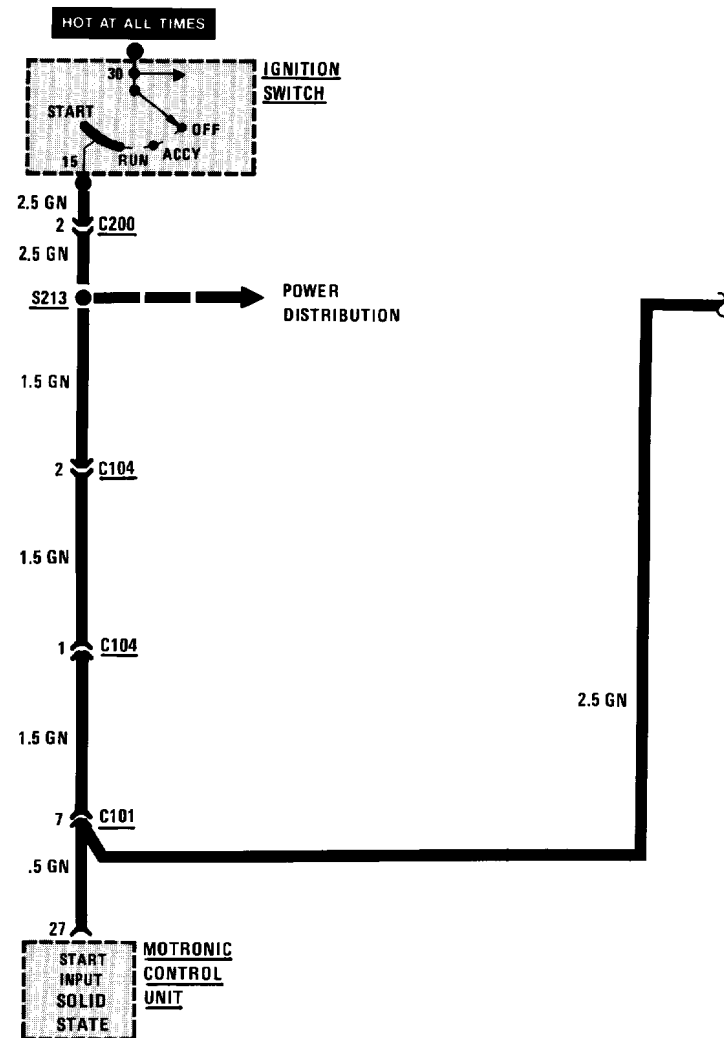 HOT AT ALL TIMES
30
IGNITION
SWITCH
START
OFF
ACCY
RUN
15
2.5 GN
2 C200
2.5 GN
S213
POWER
DISTRIBUTION
1.5 GN
2 C104
1.5 GN
1 C104
2.5 GN
1.5 GN
7 C101
.5 GN
27
MOTRONIC
CONTROL
UNIT
START
INPUT
SOLID
STATE